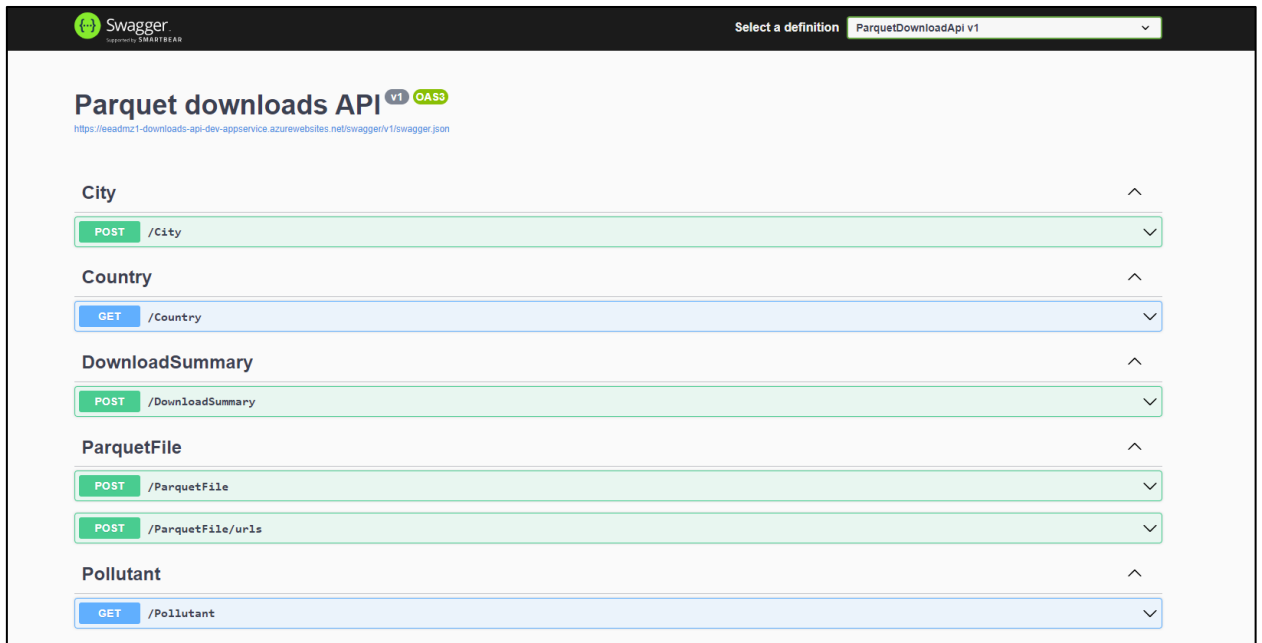 Swagger.
Supported by SMARTBEAR
Select a definition
ParquetDownloadApi v1
Parquet downloads API v1 OAS3
https://eeadmz1-downloads-api-dev-appservice.azurewebsites.net/swagger/v1/swagger.json
City
POST /City
Country
GET /Country
DownloadSummary
POST /DownloadSummary
ParquetFile
POST /ParquetFile
POST /ParquetFile/urls
Pollutant
GET /Pollutant